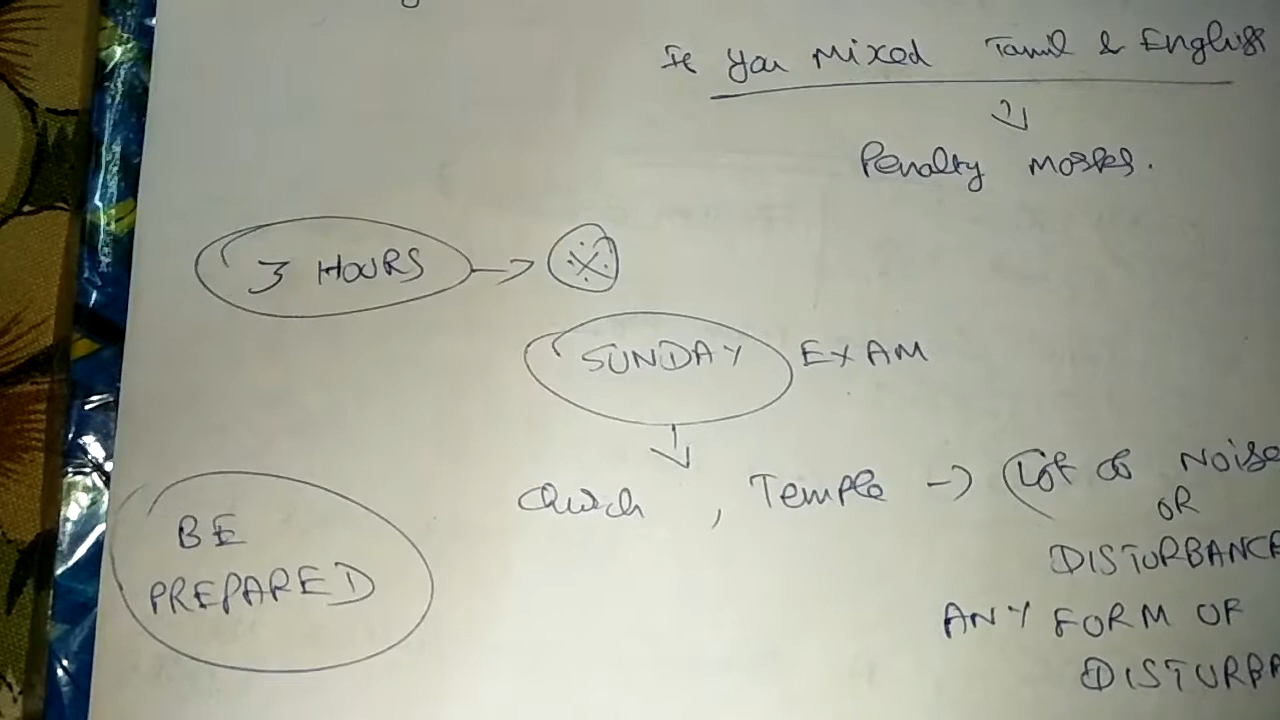 If You Mixed Tamil & English
Penalty Marks.
3 HOURS →
SUNDAY EXAM
Church , Temple → Lot of NOISE
OR
DISTURBANCE
BE
PREPARED
ANY FORM OF
DISTURBA